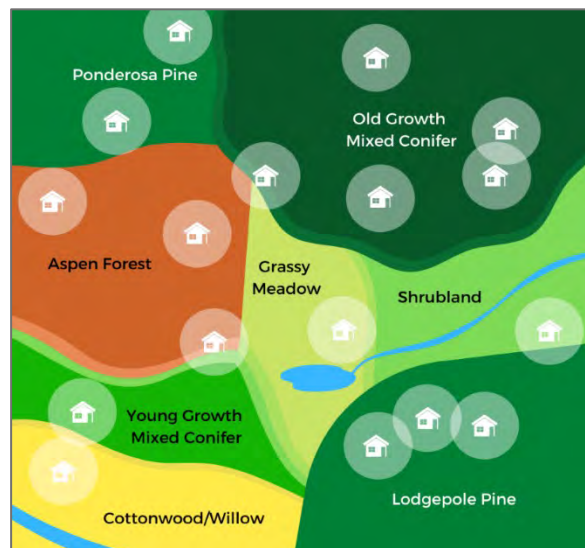 Ponderosa Pine
Old Growth
Mixed Conifer
Aspen Forest
Grassy
Meadow
Shrubland
Young Growth
Mixed Conifer
Lodgepole Pine
Cottonwood/Willow